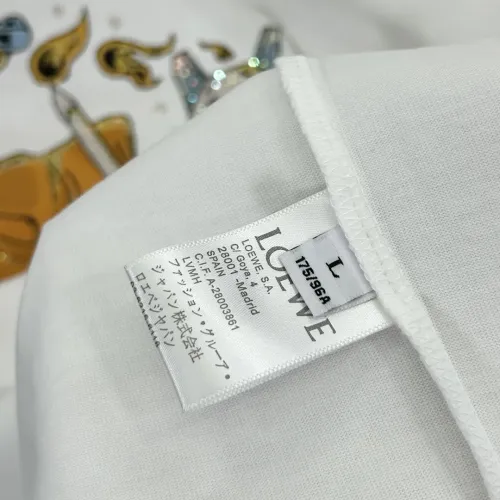 LOEWE
L
175/96A
LOEWE, S.A.
C/ Goya, 4
28001 -Madrid
SPAIN
C.I.F. A-28003861
LVMH
ファッション・グループ・
ジャパン株式会社
ロエベジャパン